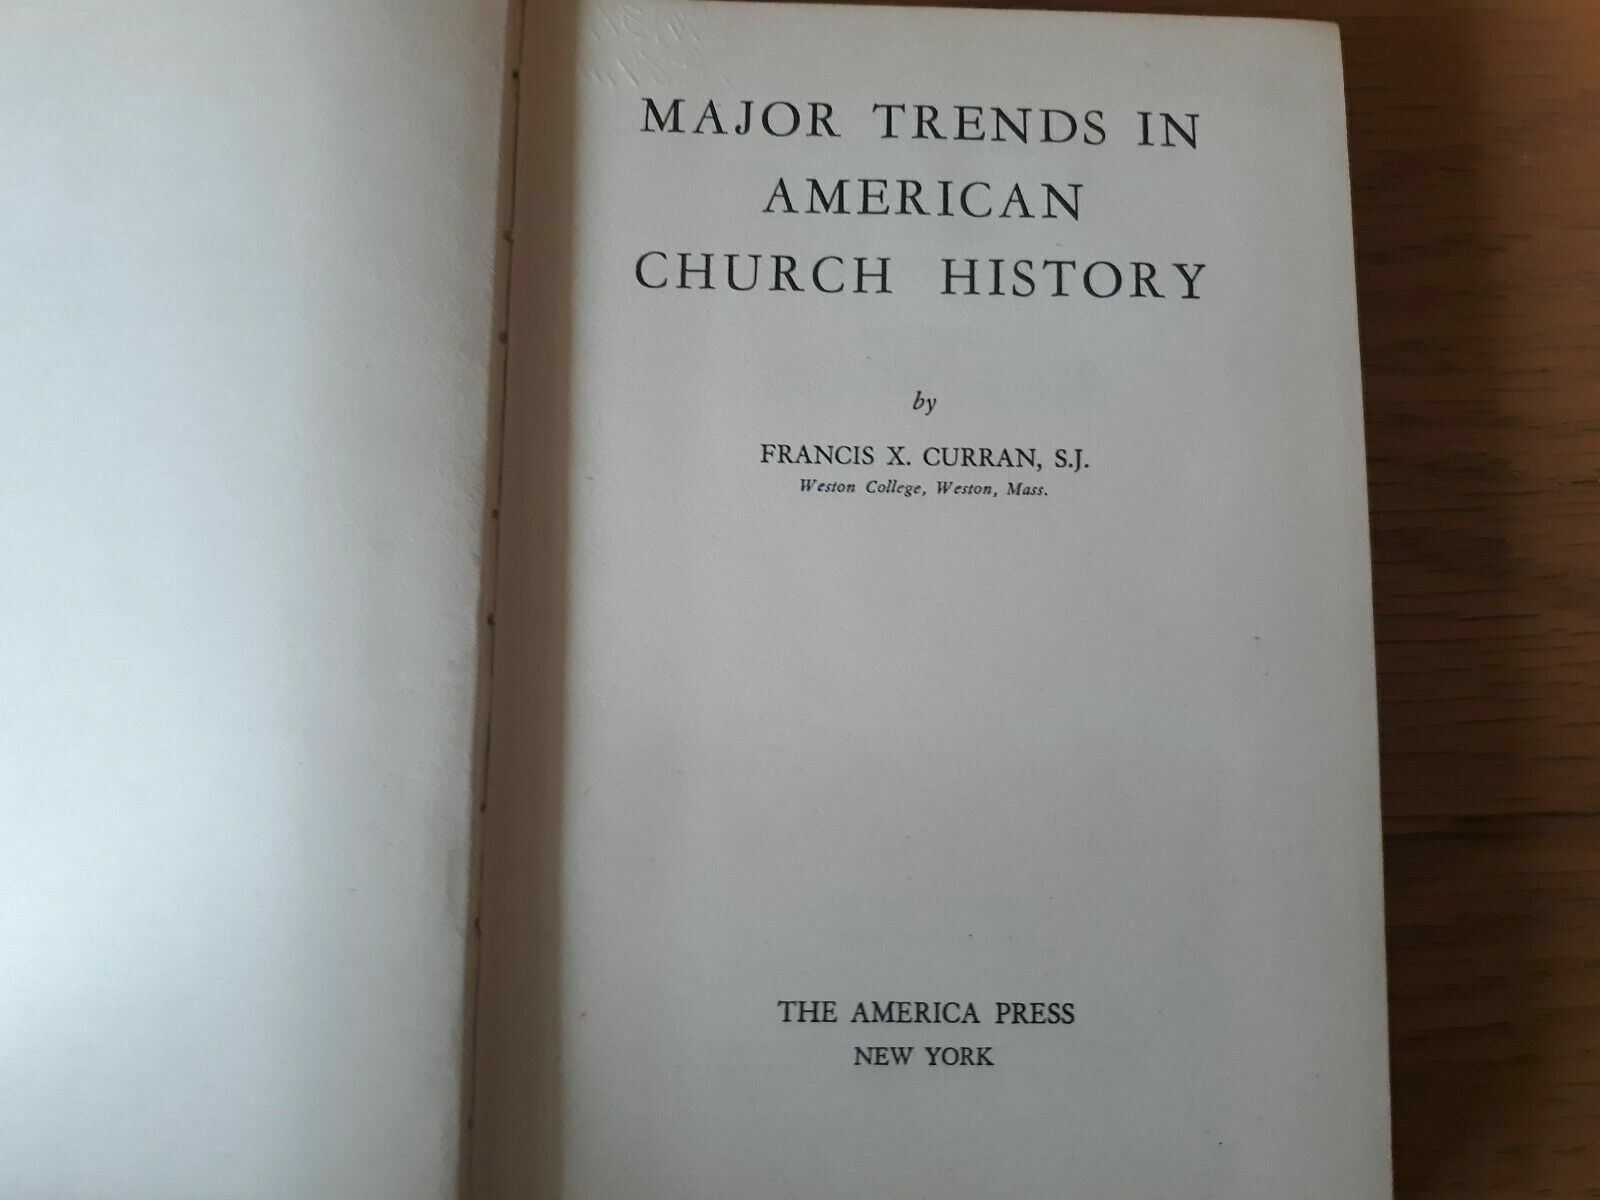 MAJOR TRENDS IN
AMERICAN
CHURCH HISTORY
by
FRANCIS X. CURRAN, S.J.
Weston College, Weston, Mass.
THE AMERICA PRESS
NEW YORK